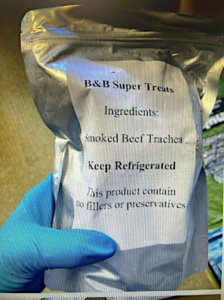 B&B Super Treats
Ingredients:
Smoked Beef Trachea
Keep Refrigerated
This product contain
no fillers or preservatives